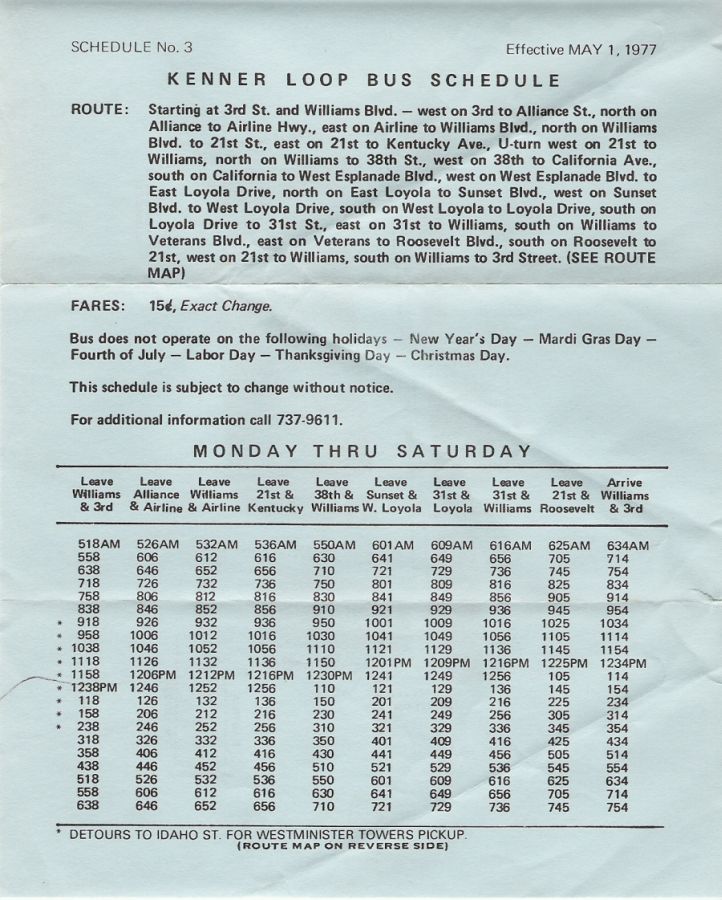 SCHEDULE No. 3 Effective MAY 1, 1977
KENNER LOOP BUS SCHEDULE
ROUTE: Starting at 3rd St. and Williams Blvd. — west on 3rd to Alliance St., north on
Alliance to Airline Hwy., east on Airline to Williams Blvd., north on Williams
Blvd. to 21st St., east on 21st to Kentucky Ave., U-turn west on 21st to
Williams, north on Williams to 38th St., west on 38th to California Ave.,
south on California to West Esplanade Blvd., west on West Esplanade Blvd. to
East Loyola Drive, north on East Loyola to Sunset Blvd., west on Sunset
Blvd. to West Loyola Drive, south on West Loyola to Loyola Drive, south on
Loyola Drive to 31st St., east on 31st to Williams, south on Williams to
Veterans Blvd., east on Veterans to Roosevelt Blvd., south on Roosevelt to
21st, west on 21st to Williams, south on Williams to 3rd Street. (SEE ROUTE
MAP)
FARES: 15¢, Exact Change.
Bus does not operate on the following holidays — New Year's Day — Mardi Gras Day —
Fourth of July — Labor Day — Thanksgiving Day — Christmas Day.
This schedule is subject to change without notice.
For additional information call 737-9611.
MONDAY THRU SATURDAY
Leave Leave Leave Leave Leave Leave Leave Leave Leave Arrive
Williams Alliance Williams 21st & 38th & Sunset & 31st & 31st & 21st & Williams
& 3rd & Airline & Airline Kentucky Williams W. Loyola Loyola Williams Roosevelt & 3rd
518AM 526AM 532AM 536AM 550AM 601AM 609AM 616AM 625AM 634AM
558 606 612 616 630 641 649 656 705 714
638 646 652 656 710 721 729 736 745 754
718 726 732 736 750 801 809 816 825 834
758 806 812 816 830 841 849 856 905 914
838 846 852 856 910 921 929 936 945 954
* 918 926 932 936 950 1001 1009 1016 1025 1034
* 958 1006 1012 1016 1030 1041 1049 1056 1105 1114
* 1038 1046 1052 1056 1110 1121 1129 1136 1145 1154
* 1118 1126 1132 1136 1150 1201PM 1209PM 1216PM 1225PM 1234PM
* 1158 1206PM 1212PM 1216PM 1230PM 1241 1249 1256 105 114
* 1238PM 1246 1252 1256 110 121 129 136 145 154
* 118 126 132 136 150 201 209 216 225 234
* 158 206 212 216 230 241 249 256 305 314
* 238 246 252 256 310 321 329 336 345 354
318 326 332 336 350 401 409 416 425 434
358 406 412 416 430 441 449 456 505 514
438 446 452 456 510 521 529 536 545 554
518 526 532 536 550 601 609 616 625 634
558 606 612 616 630 641 649 656 705 714
638 646 652 656 710 721 729 736 745 754
* DETOURS TO IDAHO ST. FOR WESTMINISTER TOWERS PICKUP.
(ROUTE MAP ON REVERSE SIDE)